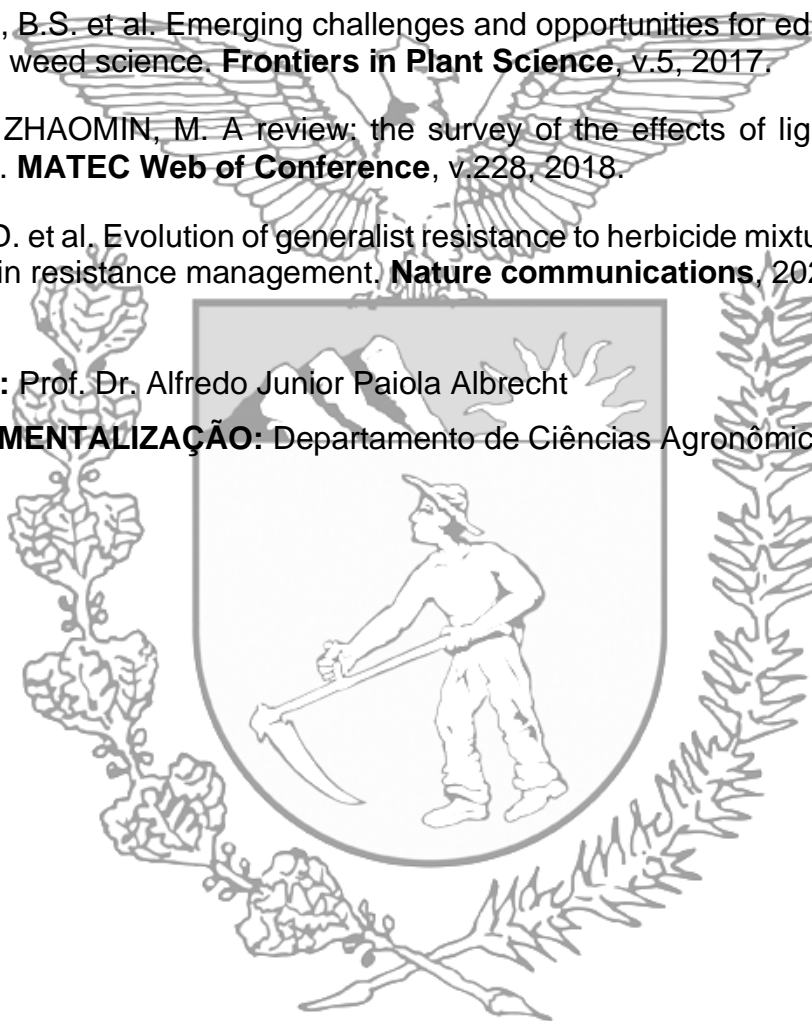 , B.S. et al. Emerging challenges and opportunities for ed
weed science. Frontiers in Plant Science, v.5, 2017.
ZHAOMIN, M. A review: the survey of the effects of lig
. MATEC Web of Conference, v.228, 2018.
D. et al. Evolution of generalist resistance to herbicide mixtu
in resistance management. Nature communications, 202
: Prof. Dr. Alfredo Junior Paiola Albrecht
MENTALIZAÇÃO: Departamento de Ciências Agronômic